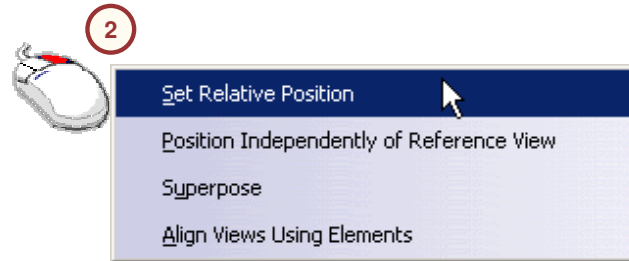 2
Set Relative Position
Position Independently of Reference View
Superpose
Align Views Using Elements